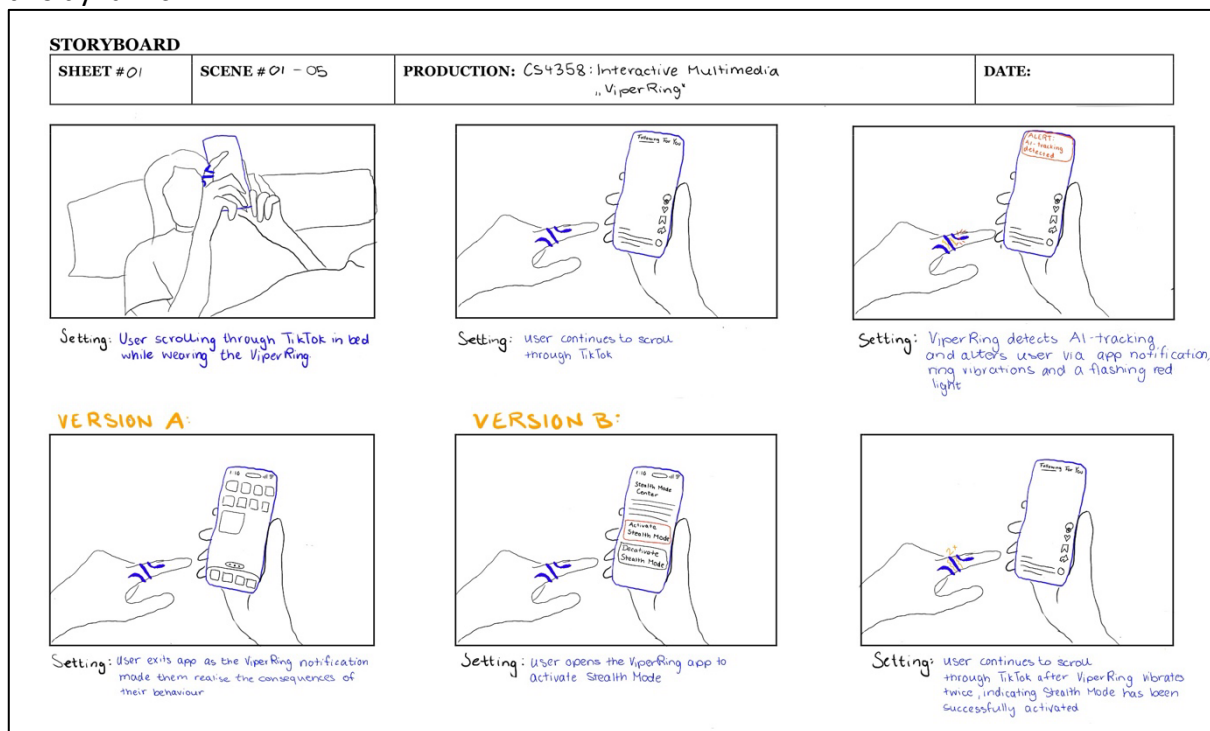 STORYBOARD
SHEET #01
SCENE #01 - 05
PRODUCTION: CS4358: Interactive Multimedia
„ViperRing"
DATE:
Following For You
ALERT:
AI-tracking
detected
Setting: User scrolling through TikTok in bed
while wearing the ViperRing.
Setting: user continues to scroll
through TikTok
Setting: ViperRing detects AI-tracking
and alters user via app notification,
ring vibrations and a flashing red
light
VERSION A:
VERSION B:
Stealth Mode
Center
Activate
Stealth Mode
Deactivate
Stealth Mode
2x
Following For You
Setting: user exits app as the ViperRing notification
made them realise the consequences of
their behaviour
Setting: user opens the ViperRing app to
activate Stealth Mode
Setting: user continues to scroll
through TikTok after ViperRing vibrates
twice, indicating Stealth Mode has been
successfully activated